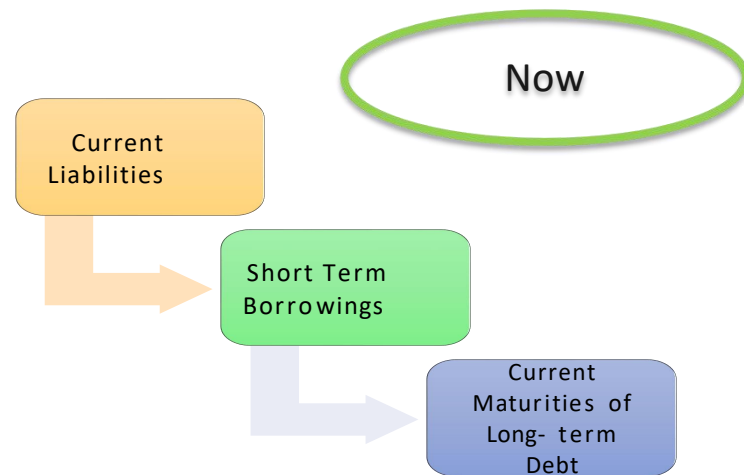 Now
Current
Liabilities
Short Term
Borrowings
Current
Maturities of
Long- term
Debt